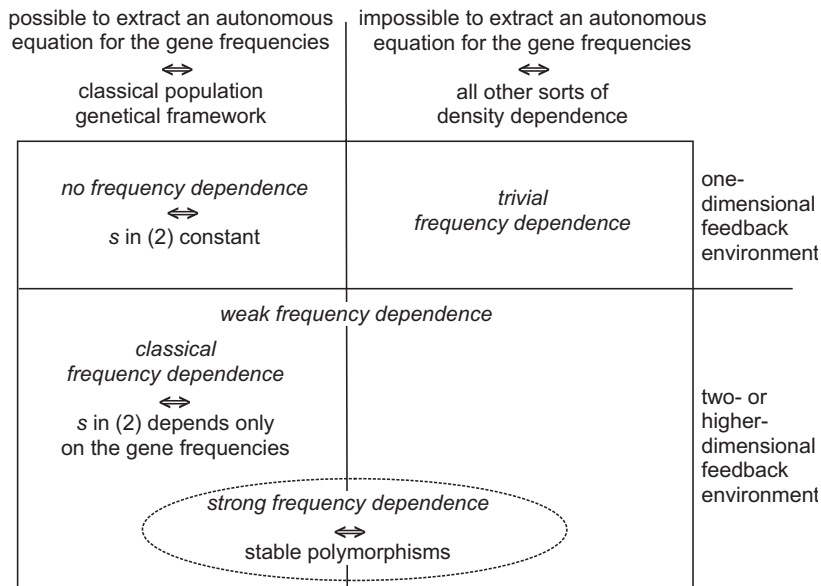 possible to extract an autonomous
equation for the gene frequencies
⇔
classical population
genetical framework
impossible to extract an autonomous
equation for the gene frequencies
⇔
all other sorts of
density dependence
no frequency dependence
⇔
s in (2) constant
trivial
frequency dependence
one-
dimensional
feedback
environment
weak frequency dependence
classical
frequency dependence
⇔
s in (2) depends only
on the gene frequencies
two- or
higher-
dimensional
feedback
environment
strong frequency dependence
⇔
stable polymorphisms